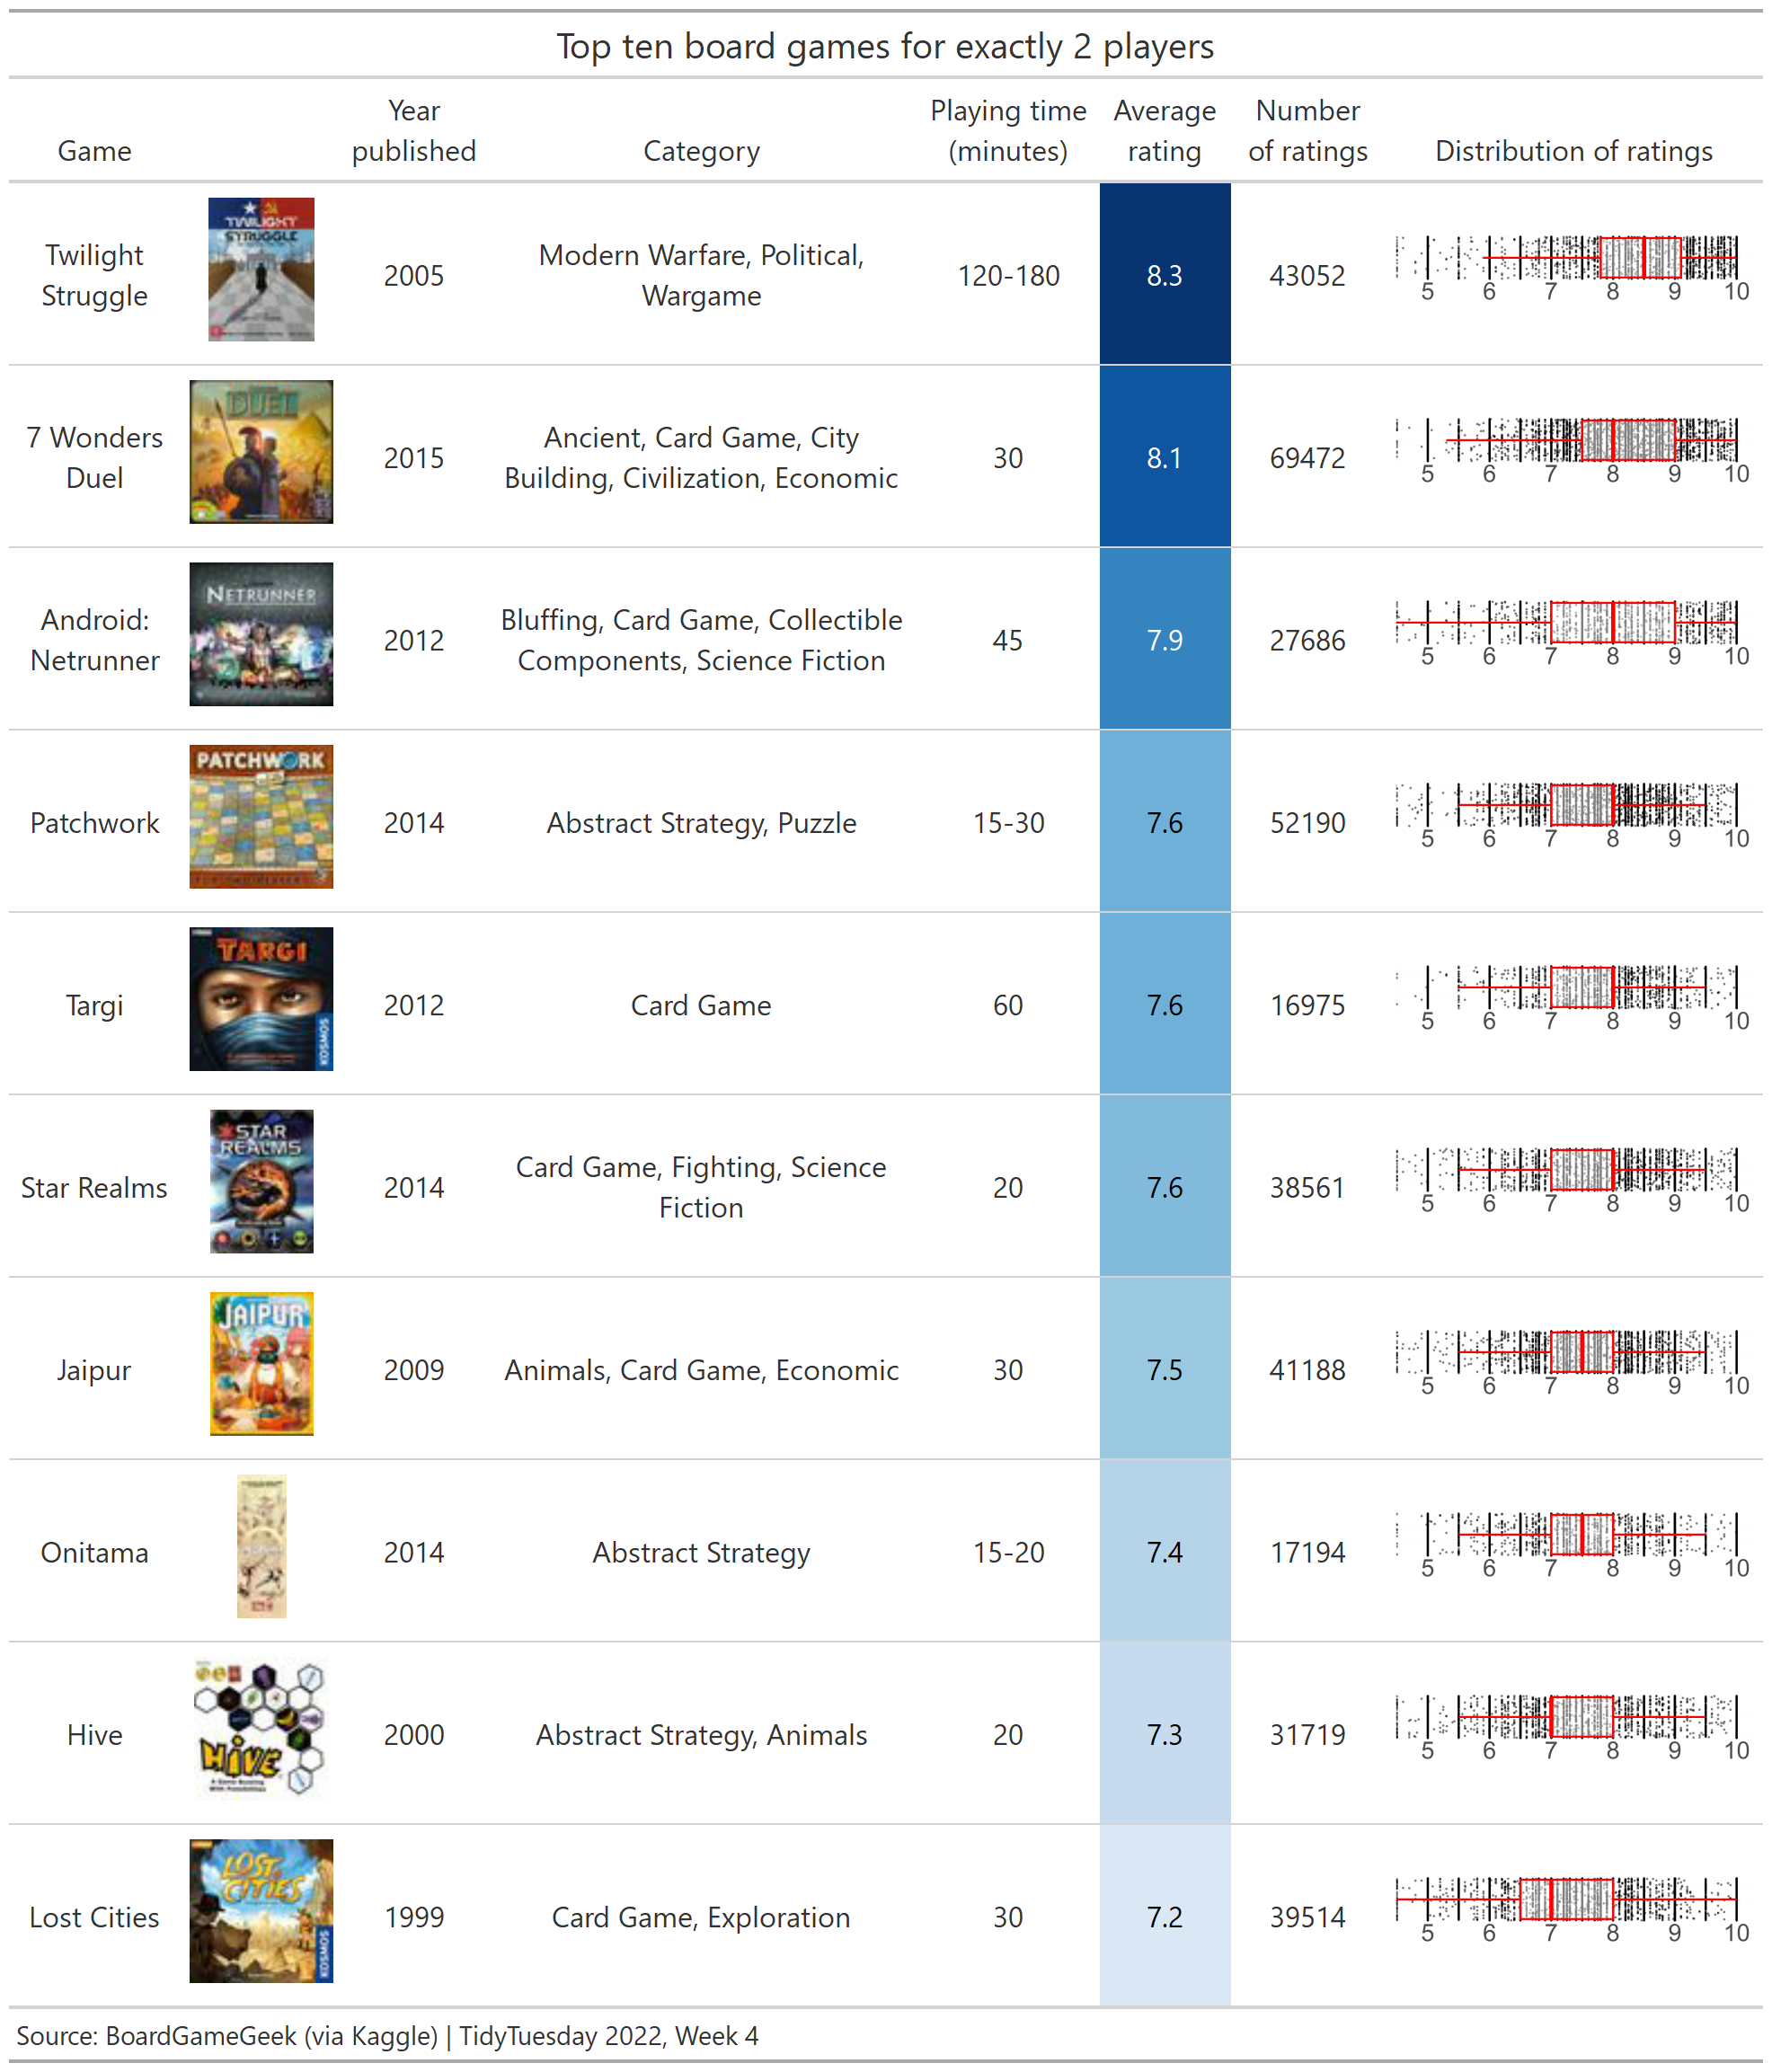 Top ten board games for exactly 2 players
Game
Year
published
Category
Playing time
(minutes)
Average
rating
Number
of ratings
Distribution of ratings
Twilight
Struggle
TWILIGHT
STRUGGLE
2005
Modern Warfare, Political,
Wargame
120-180
8.3
43052
5 6 7 8 9 10
7 Wonders
Duel
DUEL
2015
Ancient, Card Game, City
Building, Civilization, Economic
30
8.1
69472
5 6 7 8 9 10
Android:
Netrunner
NETRUNNER
2012
Bluffing, Card Game, Collectible
Components, Science Fiction
45
7.9
27686
5 6 7 8 9 10
Patchwork
PATCHWORK
2014
Abstract Strategy, Puzzle
15-30
7.6
52190
5 6 7 8 9 10
Targi
TARGI
KOSMOS
2012
Card Game
60
7.6
16975
5 6 7 8 9 10
Star Realms
STAR
REALMS
2014
Card Game, Fighting, Science
Fiction
20
7.6
38561
5 6 7 8 9 10
Jaipur
JAIPUR
2009
Animals, Card Game, Economic
30
7.5
41188
5 6 7 8 9 10
Onitama
2014
Abstract Strategy
15-20
7.4
17194
5 6 7 8 9 10
Hive
HIVE
2000
Abstract Strategy, Animals
20
7.3
31719
5 6 7 8 9 10
Lost Cities
LOST
CITIES
KOSMOS
1999
Card Game, Exploration
30
7.2
39514
5 6 7 8 9 10
Source: BoardGameGeek (via Kaggle) | TidyTuesday 2022, Week 4